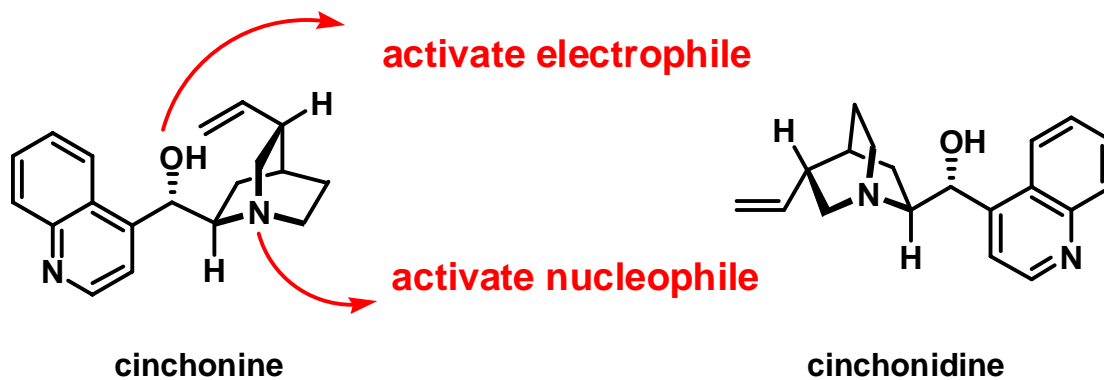 activate electrophile
H
OH
N
H
N
activate nucleophile
cinchonine
H
OH
N
H
N
cinchonidine